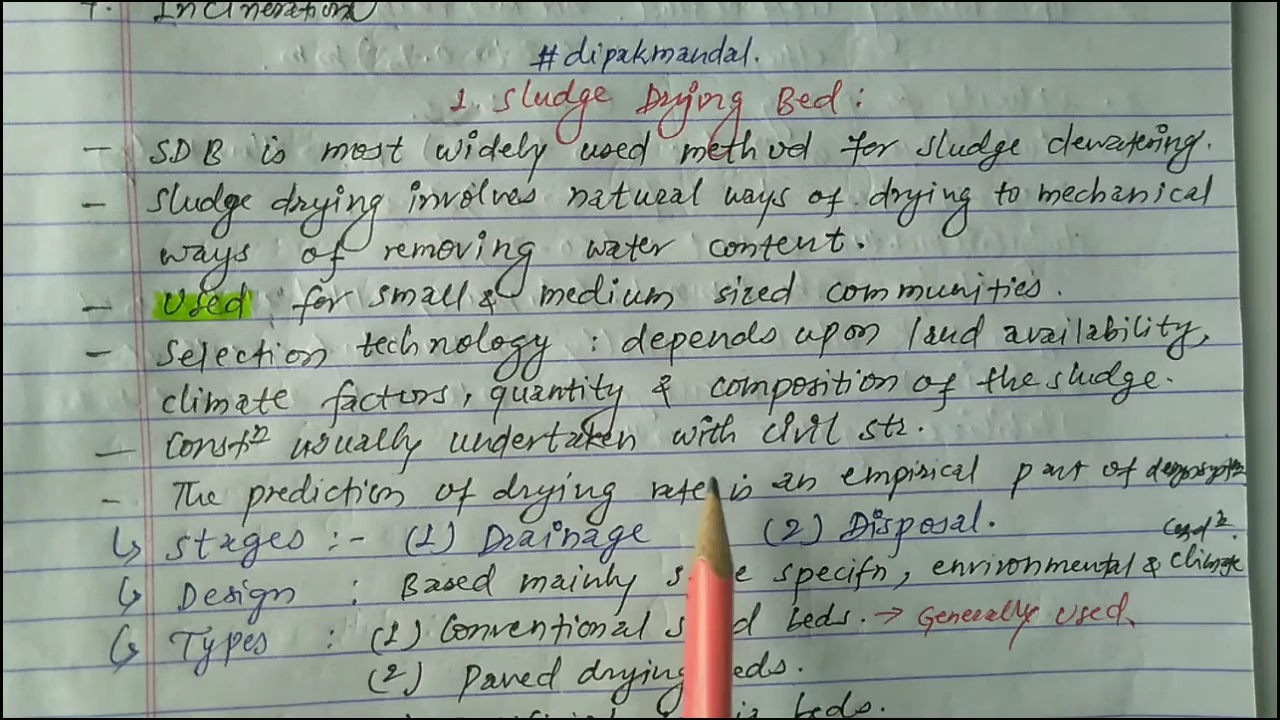 Incineration
#dipakmandal.
1. Sludge Drying Bed :
- SDB is most widely used method for sludge dewatering.
- Sludge drying involves natural ways of drying to mechanical
ways of removing water content.
- Used for small & medium sized communities.
- Selection technology : depends upon land availability,
climate factors, quantity & composition of the sludge.
- Constⁿ usually undertaken with civil str.
- The prediction of drying rate is an empirical part of
↳ Stages :- (1) Drainage (2) Disposal.
↳ Design : Based mainly specifn, environmental & climate
↳ Types : (1) Conventional beds. → Generally Used.
(2) Paved drying beds.
beds.